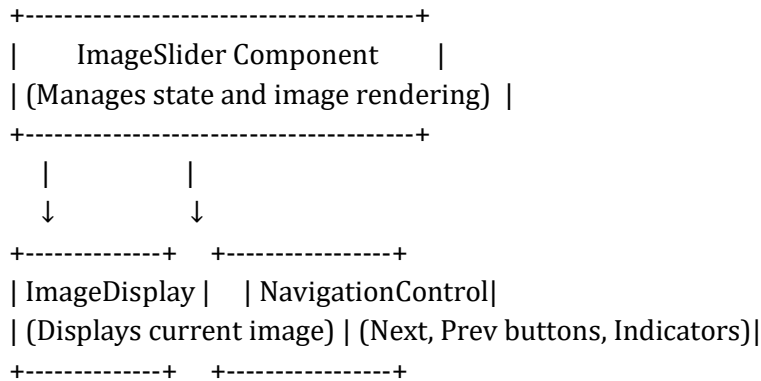 +----------------------------------------+
|        ImageSlider Component        |
| (Manages state and image rendering)  |
+----------------------------------------+
   |                 |
   ↓                 ↓
+--------------+    +-----------------+
| ImageDisplay |    | NavigationControl|
| (Displays current image) | (Next, Prev buttons, Indicators)|
+--------------+    +-----------------+